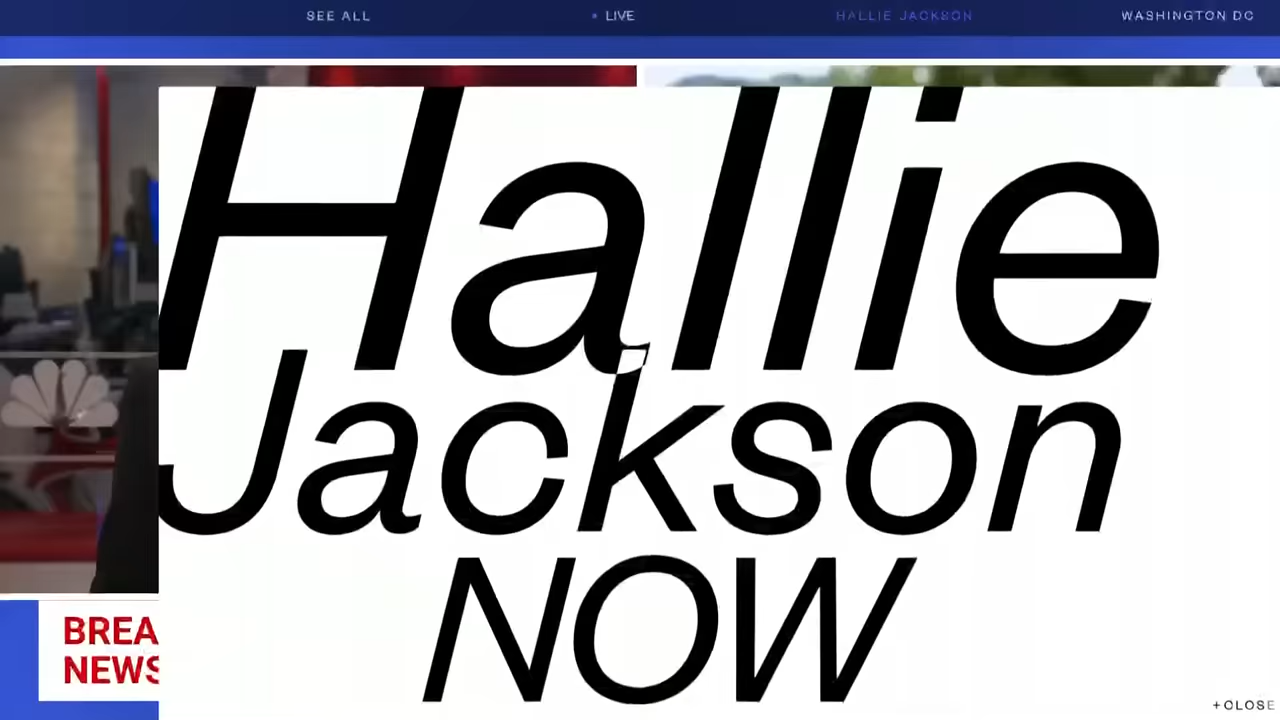 SEE ALL
• LIVE
HALLIE JACKSON
WASHINGTON DC
Hallie
Jackson
NOW
BREA
NEWS
+CLOSE